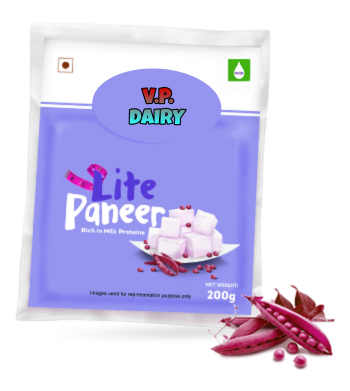 V.P.
DAIRY
Lite
Paneer
Rich in Milk Proteins
Images used for representation purpose only
NET WEIGHT:
200g